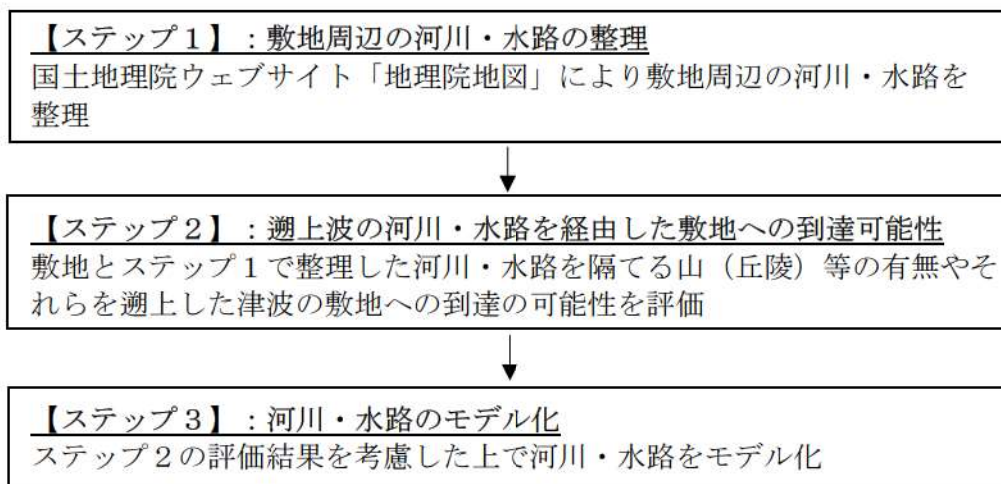 【ステップ１】：敷地周辺の河川・水路の整理
国土地理院ウェブサイト「地理院地図」により敷地周辺の河川・水路を
整理
【ステップ２】：遡上波の河川・水路を経由した敷地への到達可能性
敷地とステップ１で整理した河川・水路を隔てる山（丘陵）等の有無やそ
れらを遡上した津波の敷地への到達の可能性を評価
【ステップ３】：河川・水路のモデル化
ステップ２の評価結果を考慮した上で河川・水路をモデル化